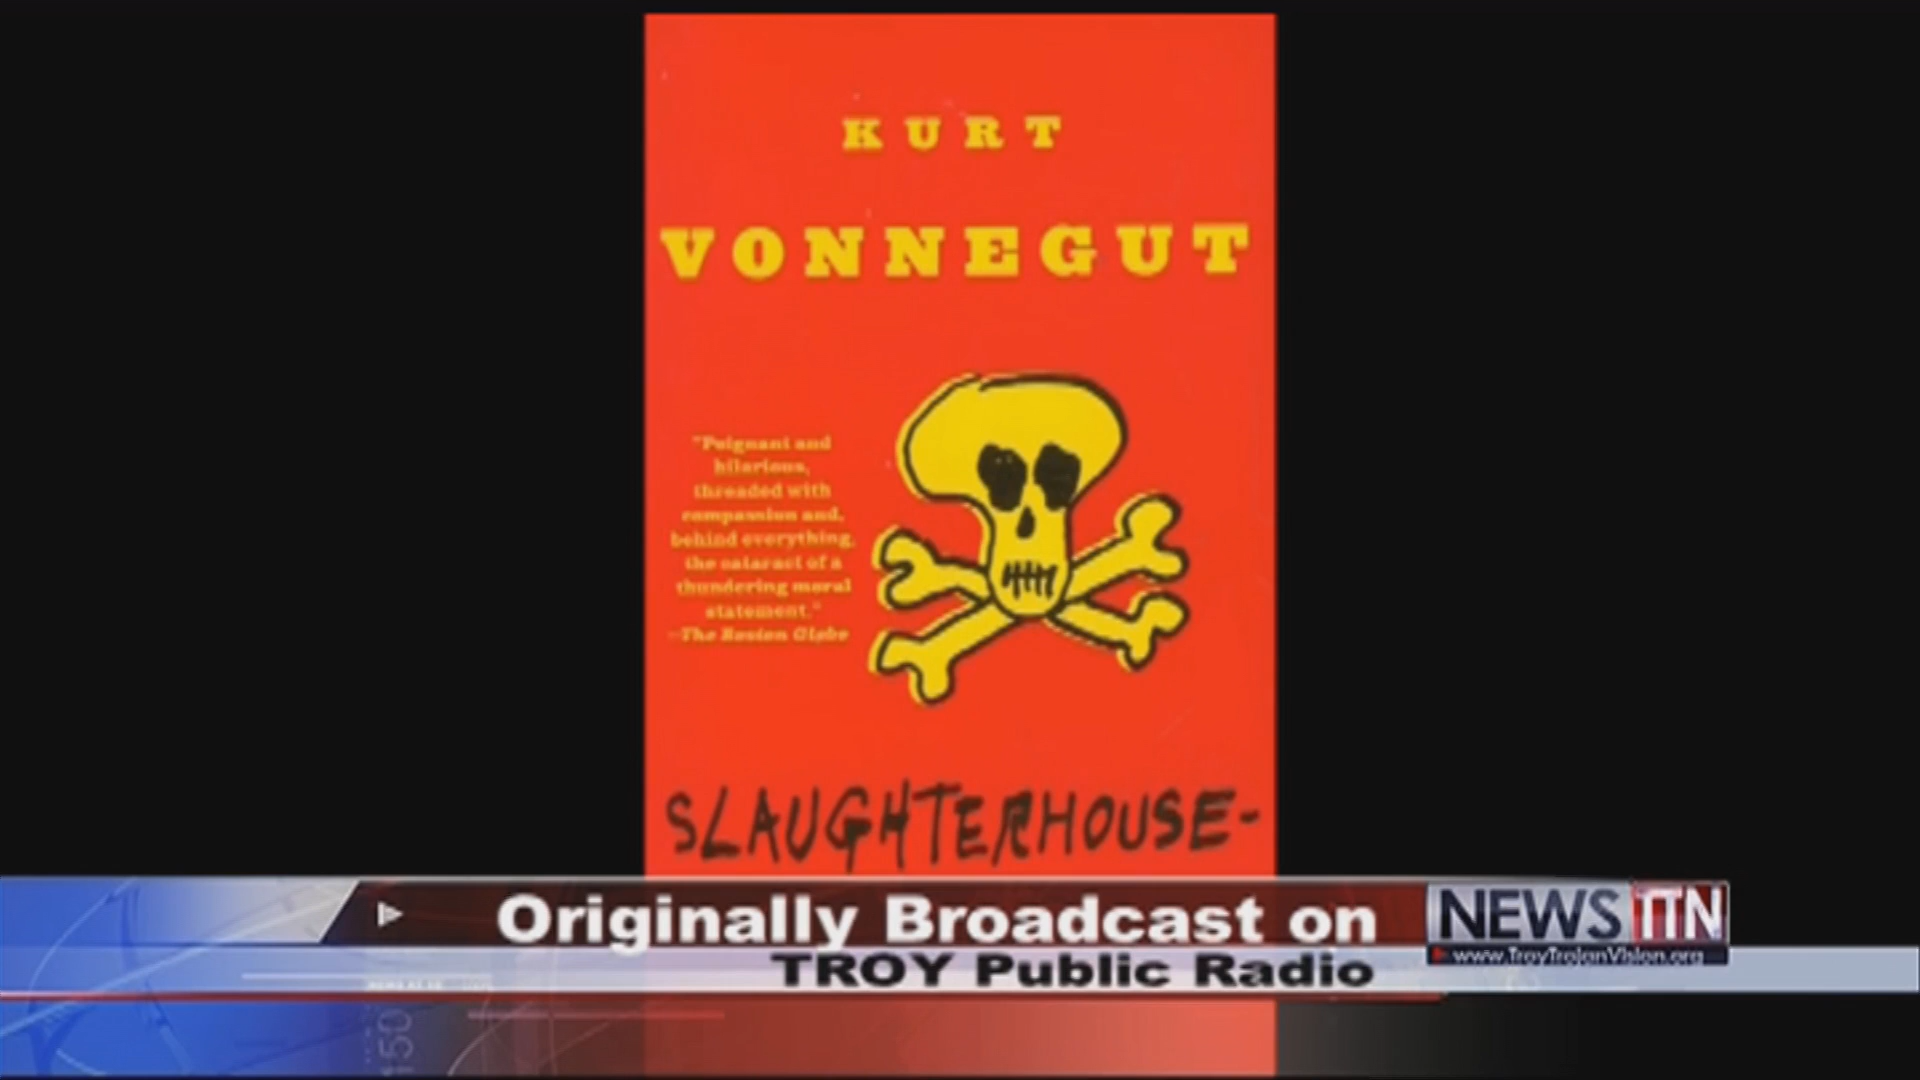 KURT
VONNEGUT
"Poignant and
hilarious,
threaded with
compassion and,
behind everything,
the cataract of a
thundering moral
statement."
-The Boston Globe
SLAUGHTERHOUSE-
Originally Broadcast on
TROY Public Radio
NEWS TTN
www.TroyTrojanVision.org
150